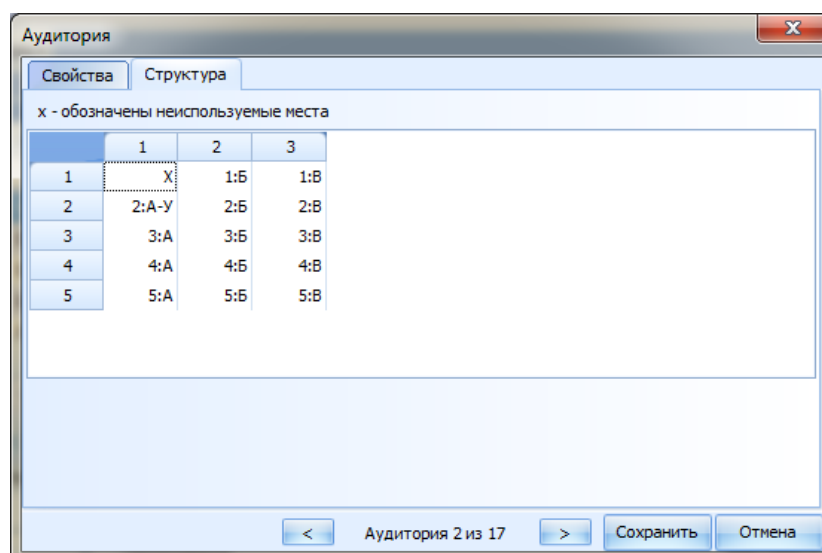 Аудитория
Свойства Структура
х - обозначены неиспользуемые места
1 2 3
1 X 1:Б 1:В
2 2:А-У 2:Б 2:В
3 3:А 3:Б 3:В
4 4:А 4:Б 4:В
5 5:А 5:Б 5:В
< Аудитория 2 из 17 > Сохранить Отмена